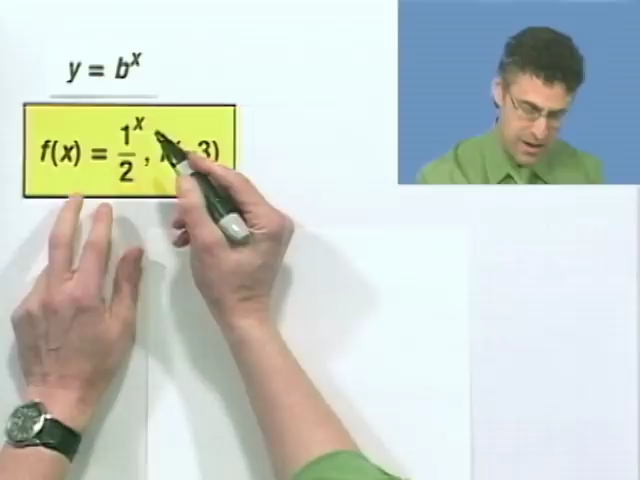 y = b^x
f(x) = 1^x/2 , 3)